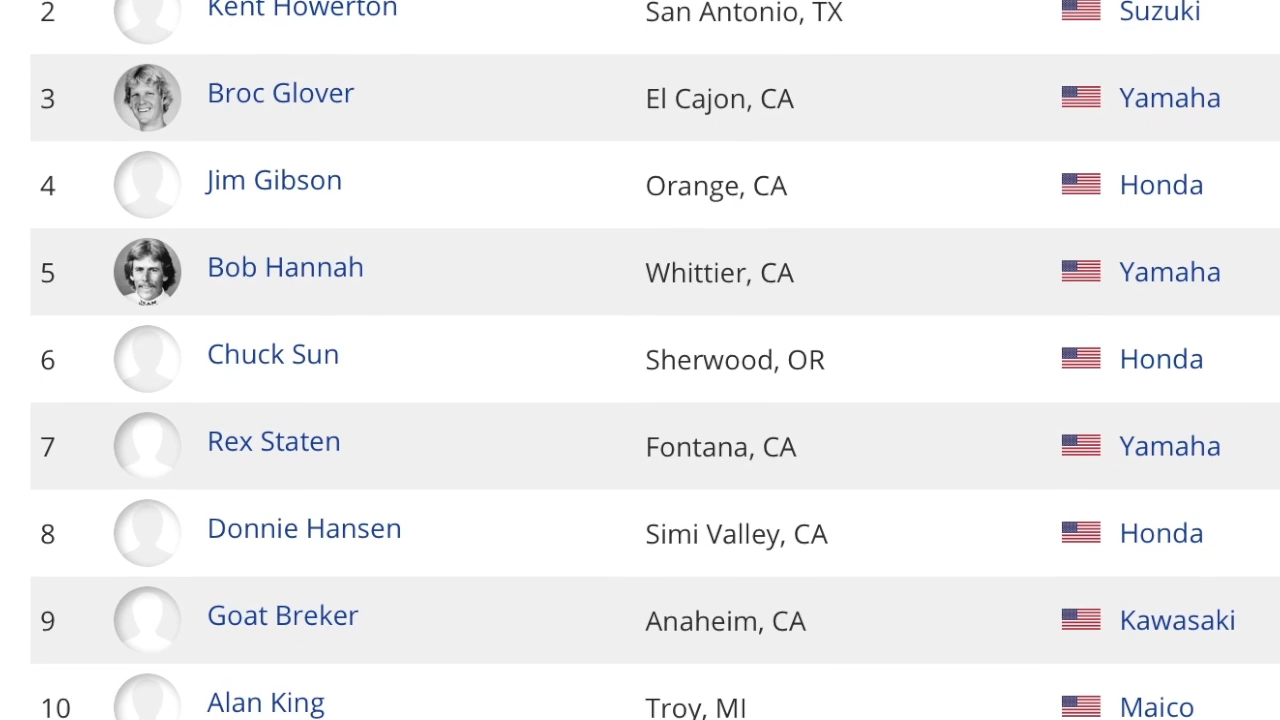 2 Kent Howerton San Antonio, TX Suzuki
3 Broc Glover El Cajon, CA Yamaha
4 Jim Gibson Orange, CA Honda
5 Bob Hannah Whittier, CA Yamaha
6 Chuck Sun Sherwood, OR Honda
7 Rex Staten Fontana, CA Yamaha
8 Donnie Hansen Simi Valley, CA Honda
9 Goat Breker Anaheim, CA Kawasaki
10 Alan King Troy, MI Maico